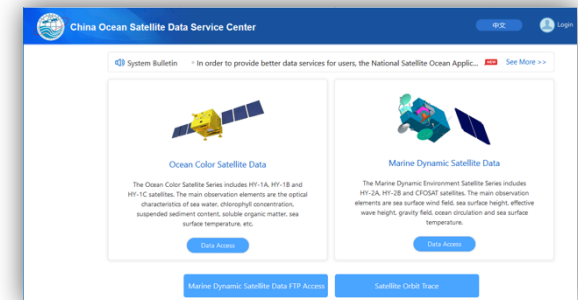 China Ocean Satellite Data Service Center
中文
Login
System Bulletin
In order to provide better data services for users, the National Satellite Ocean Applic...
NEW
See More >>
Ocean Color Satellite Data
The Ocean Color Satellite Series includes HY-1A, HY-1B and
HY-1C satellites. The main observation elements are the optical
characteristics of sea water, chlorophyll concentration,
suspended sediment content, soluble organic matter, sea
surface temperature, etc.
Data Access
Marine Dynamic Satellite Data
The Marine Dynamic Environment Satellite Series includes
HY-2A, HY-2B and CFOSAT satellites. The main observation
elements are sea surface wind field, sea surface height, effective
wave height, gravity field, ocean circulation and sea surface
temperature.
Data Access
Marine Dynamic Satellite Data FTP Access
Satellite Orbit Trace